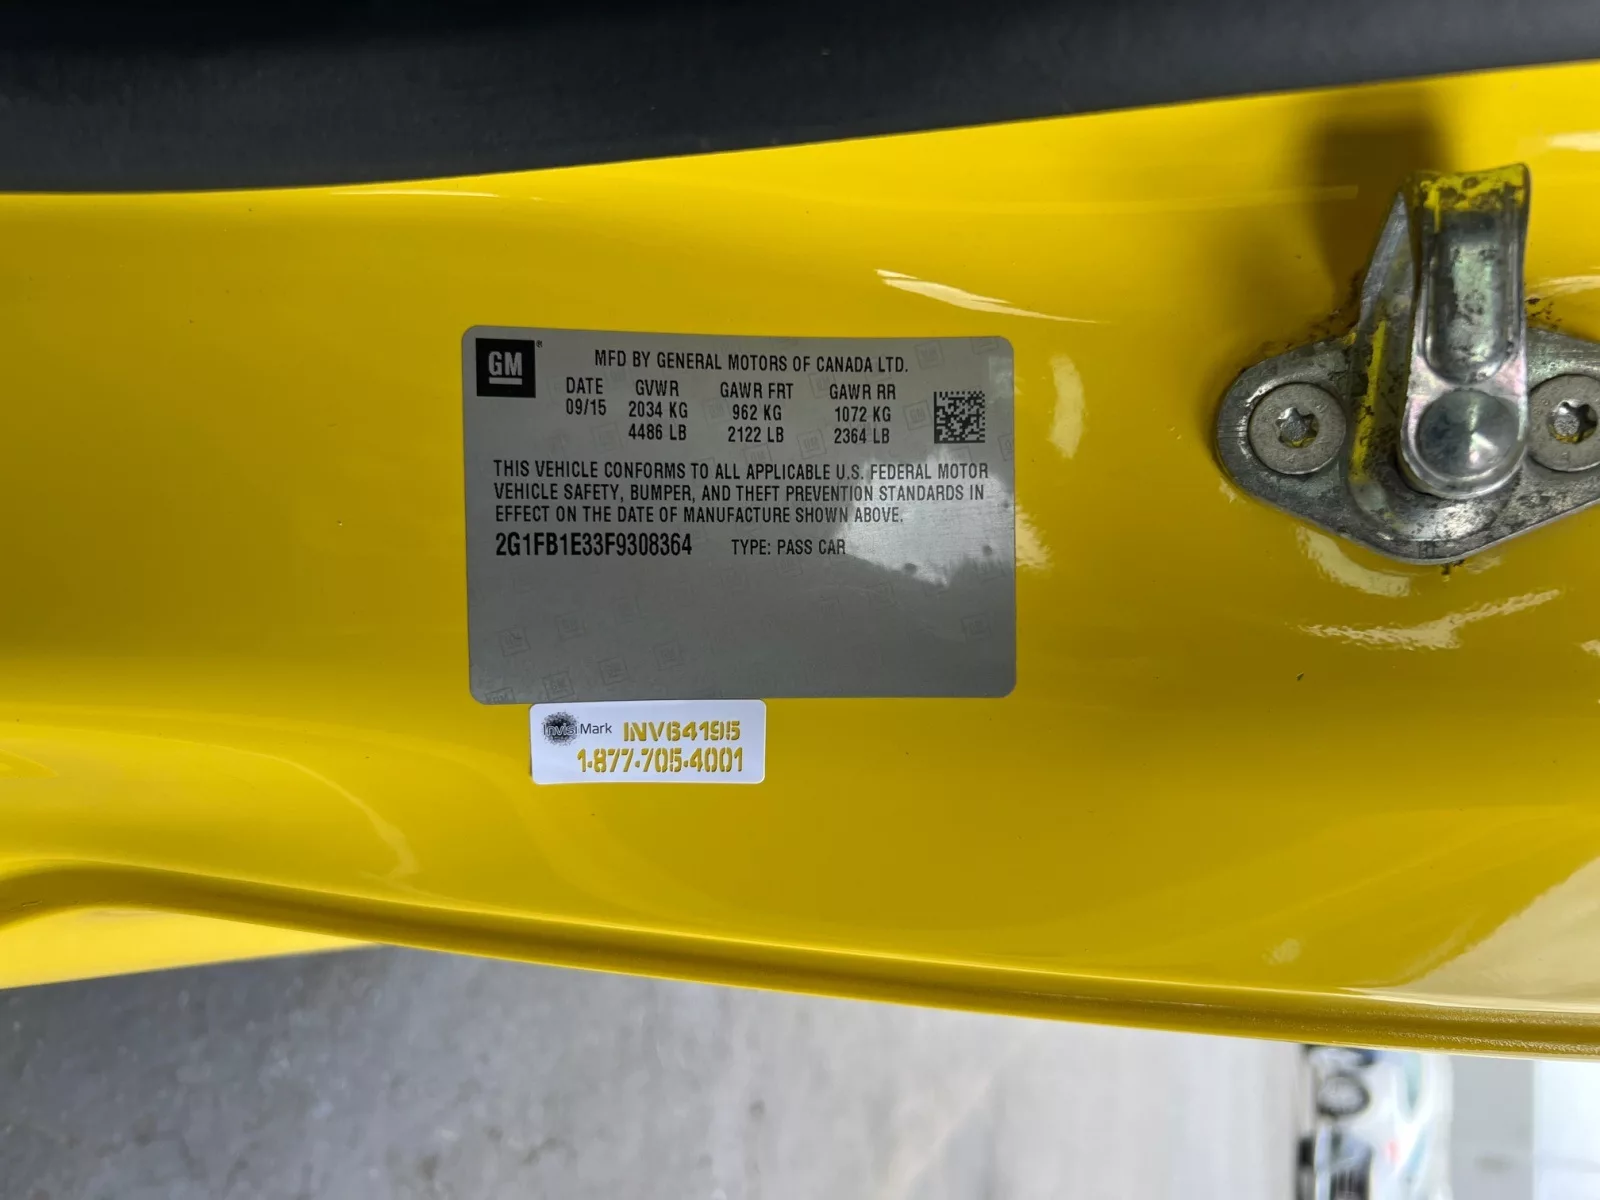 GM®
MFD BY GENERAL MOTORS OF CANADA LTD.
DATE GVWR GAWR FRT GAWR RR
09/15 2034 KG 962 KG 1072 KG
4486 LB 2122 LB 2364 LB
THIS VEHICLE CONFORMS TO ALL APPLICABLE U.S. FEDERAL MOTOR
VEHICLE SAFETY, BUMPER, AND THEFT PREVENTION STANDARDS IN
EFFECT ON THE DATE OF MANUFACTURE SHOWN ABOVE.
2G1FB1E33F9308364 TYPE: PASS CAR
InvisiMark INV64195
1-877-705-4001